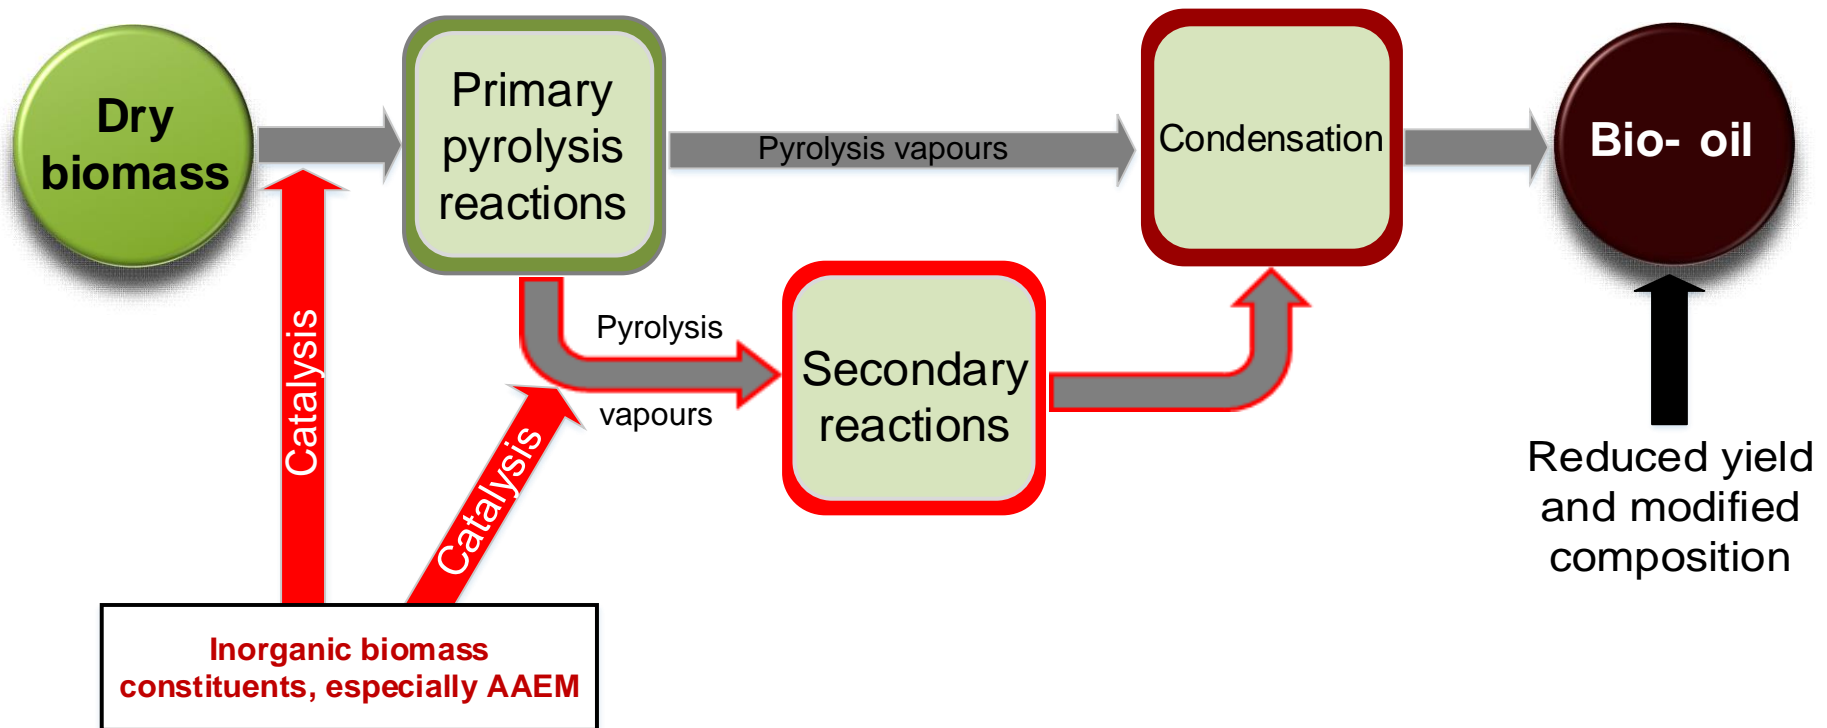 Dry
biomass
Primary
pyrolysis
reactions
Pyrolysis vapours
Condensation
Bio- oil
Catalysis
Pyrolysis
vapours
Catalysis
Secondary
reactions
Reduced yield
and modified
composition
Inorganic biomass
constituents, especially AAEM